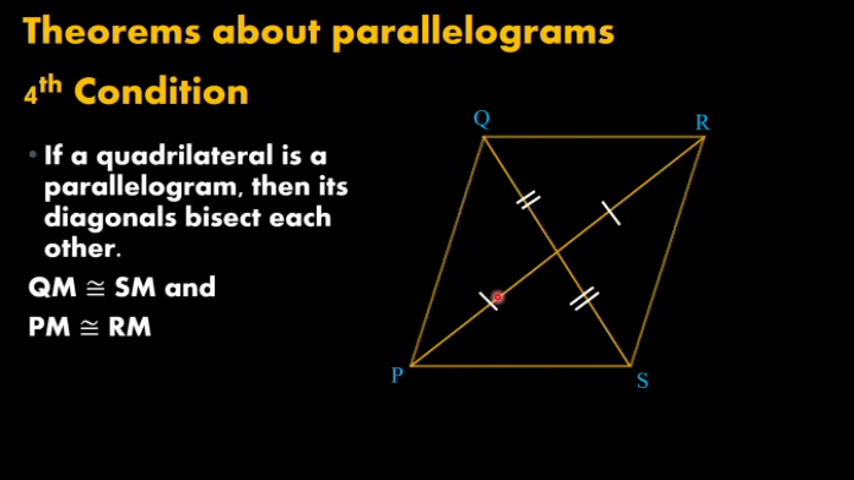 Theorems about parallelograms
4th Condition
• If a quadrilateral is a
parallelogram, then its
diagonals bisect each
other.
QM ≅ SM and
PM ≅ RM
Q
R
P
S